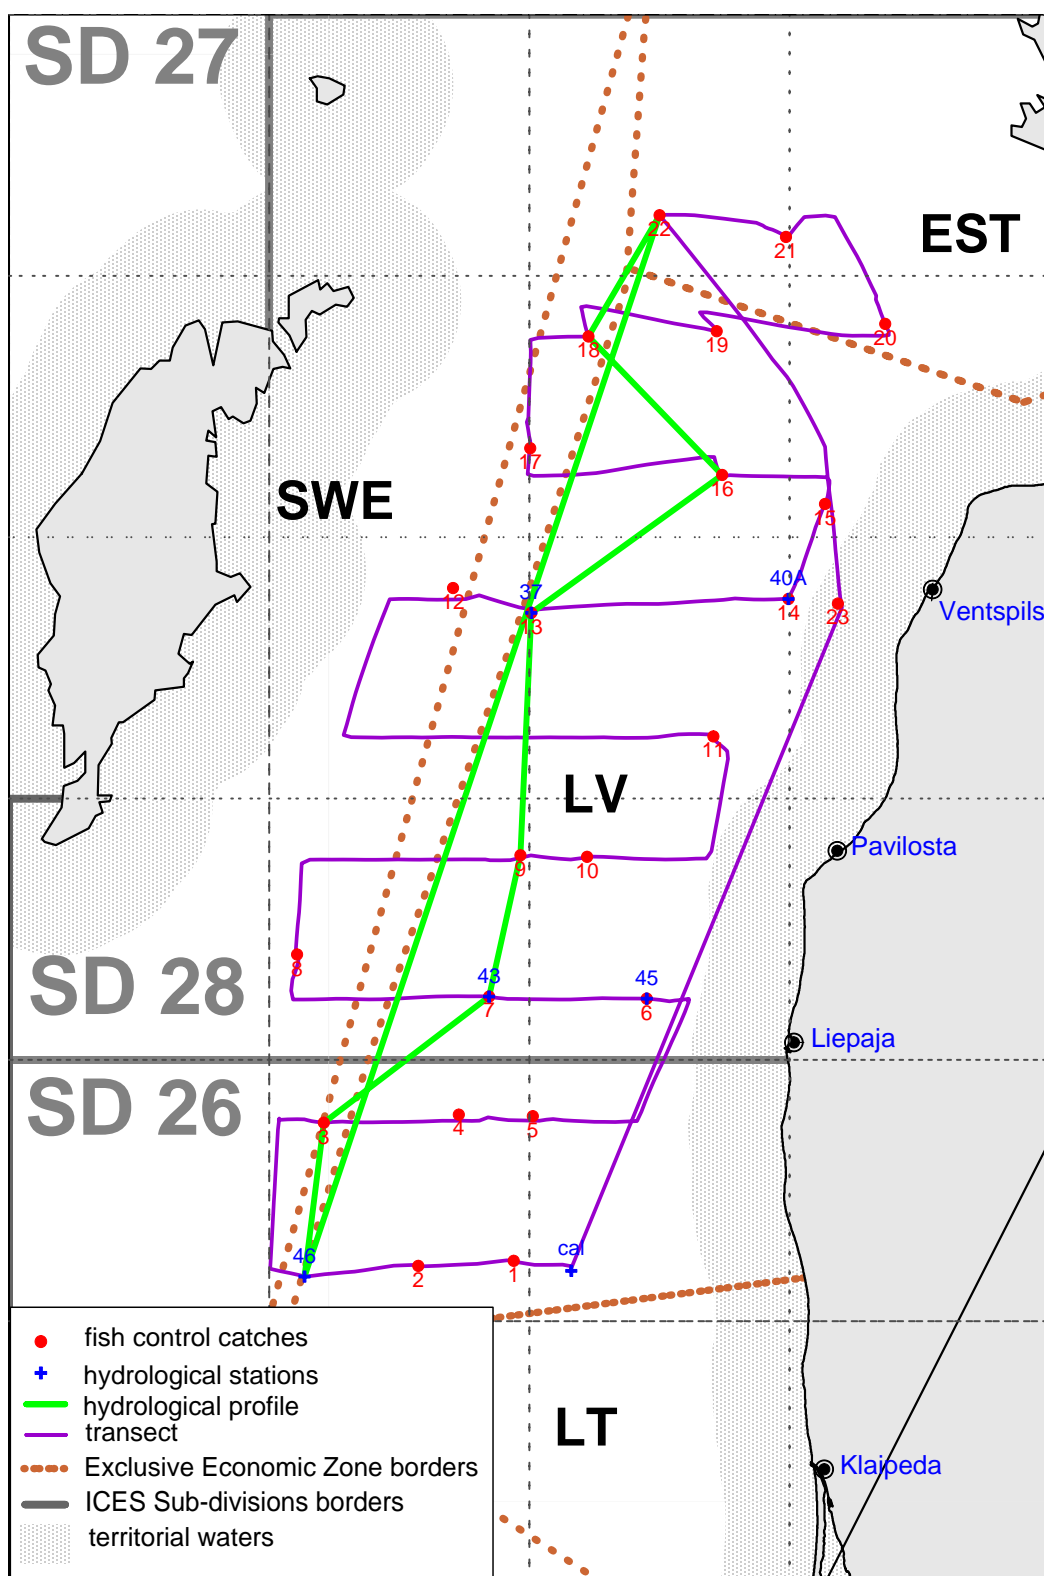 SD 27
EST
22
21
20
19
18
17
SWE
16
15
40A
37
12
13
14
23
Ventspils
11
LV
Pavilosta
9
10
8
SD 28
43
45
7
6
Liepaja
SD 26
3
4
5
46
cal
2
1
fish control catches
hydrological stations
hydrological profile
transect
Exclusive Economic Zone borders
ICES Sub-divisions borders
territorial waters
LT
Klaipeda